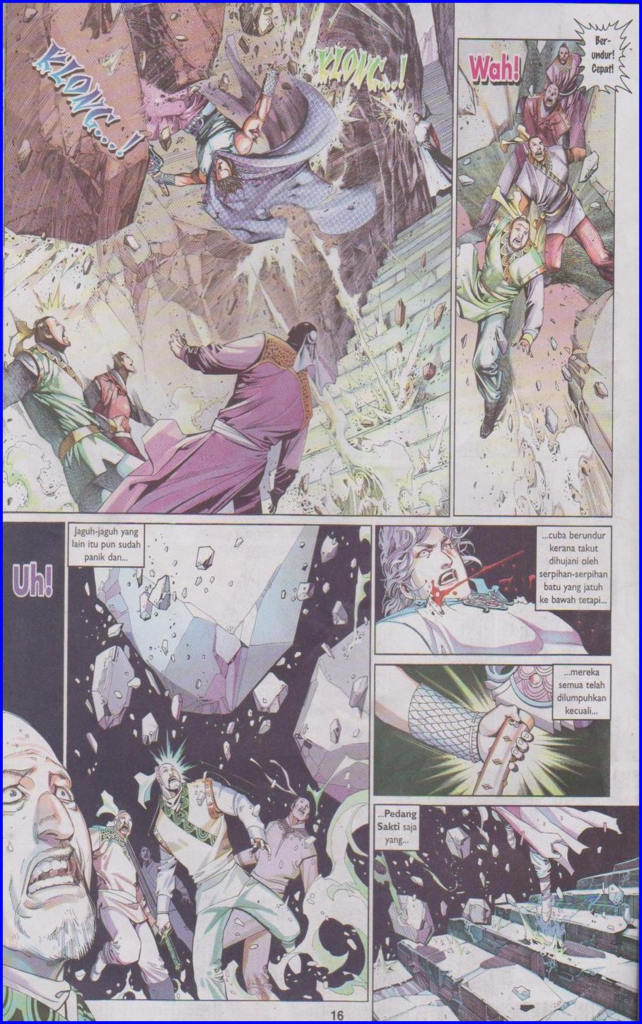 KLONG....!
KLONG...!
Wah!
Ber-
undur!
Cepat!
Uh!
Jaguh-jaguh yang
lain itu pun sudah
panik dan...
...cuba berundur
kerana takut
dihujani oleh
serpihan-serpihan
batu yang jatuh
ke bawah tetapi...
...mereka
semua telah
dilumpuhkan
kecuali...
...Pedang
Sakti saja
yang...
16